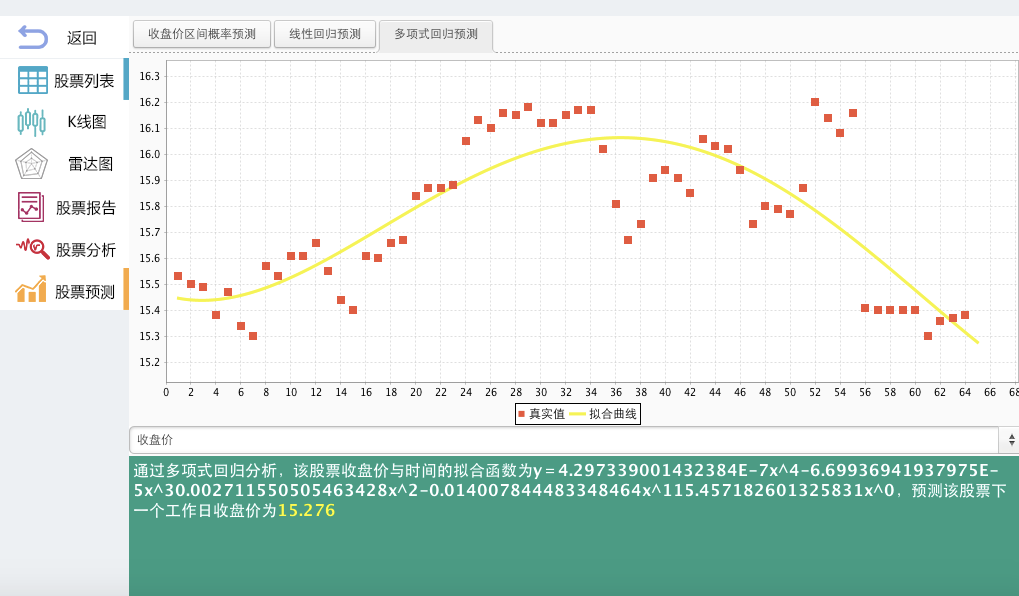 返回
股票列表
K线图
雷达图
股票报告
股票分析
股票预测
收盘价区间概率预测 线性回归预测 多项式回归预测
16.3
16.2
16.1
16.0
15.9
15.8
15.7
15.6
15.5
15.4
15.3
15.2
0 2 4 6 8 10 12 14 16 18 20 22 24 26 28 30 32 34 36 38 40 42 44 46 48 50 52 54 56 58 60 62 64 66 68
真实值 拟合曲线
收盘价
通过多项式回归分析，该股票收盘价与时间的拟合函数为y=4.297339001432384E-7x^4-6.69936941937975E-
5x^30.002711550505463428x^2-0.014007844483348464x^115.457182601325831x^0，预测该股票下
一个工作日收盘价为15.276